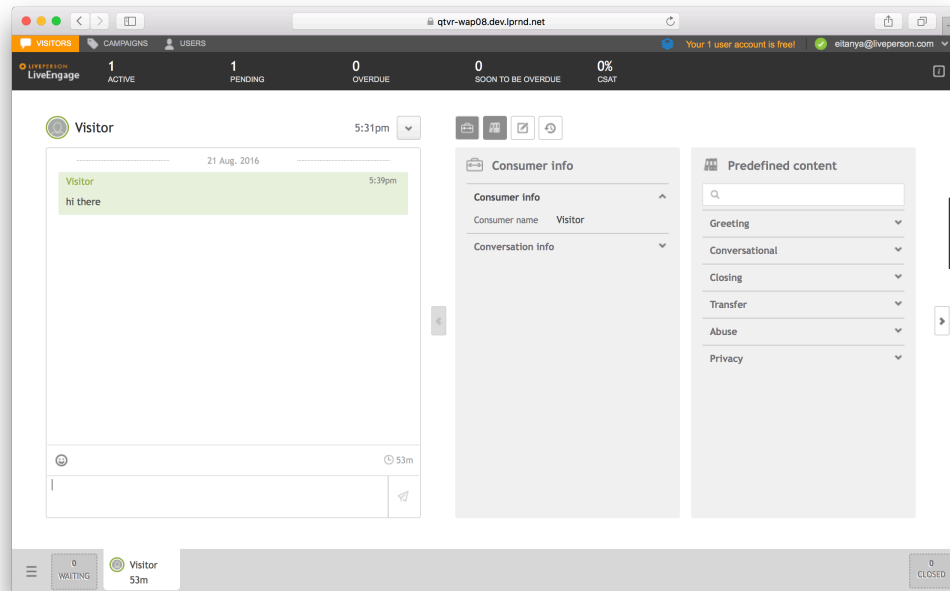 qtvr-wap08.dev.lprnd.net
VISITORS CAMPAIGNS USERS Your 1 user account is free! eitanya@liveperson.com
LIVEPERSON
LiveEngage
1 1 0 0 0%
ACTIVE PENDING OVERDUE SOON TO BE OVERDUE CSAT
Visitor 5:31pm
21 Aug. 2016
Visitor 5:39pm
hi there
53m
Consumer info
Consumer info
Consumer name Visitor
Conversation info
Predefined content
Greeting
Conversational
Closing
Transfer
Abuse
Privacy
0
WAITING
Visitor
53m
0
CLOSED